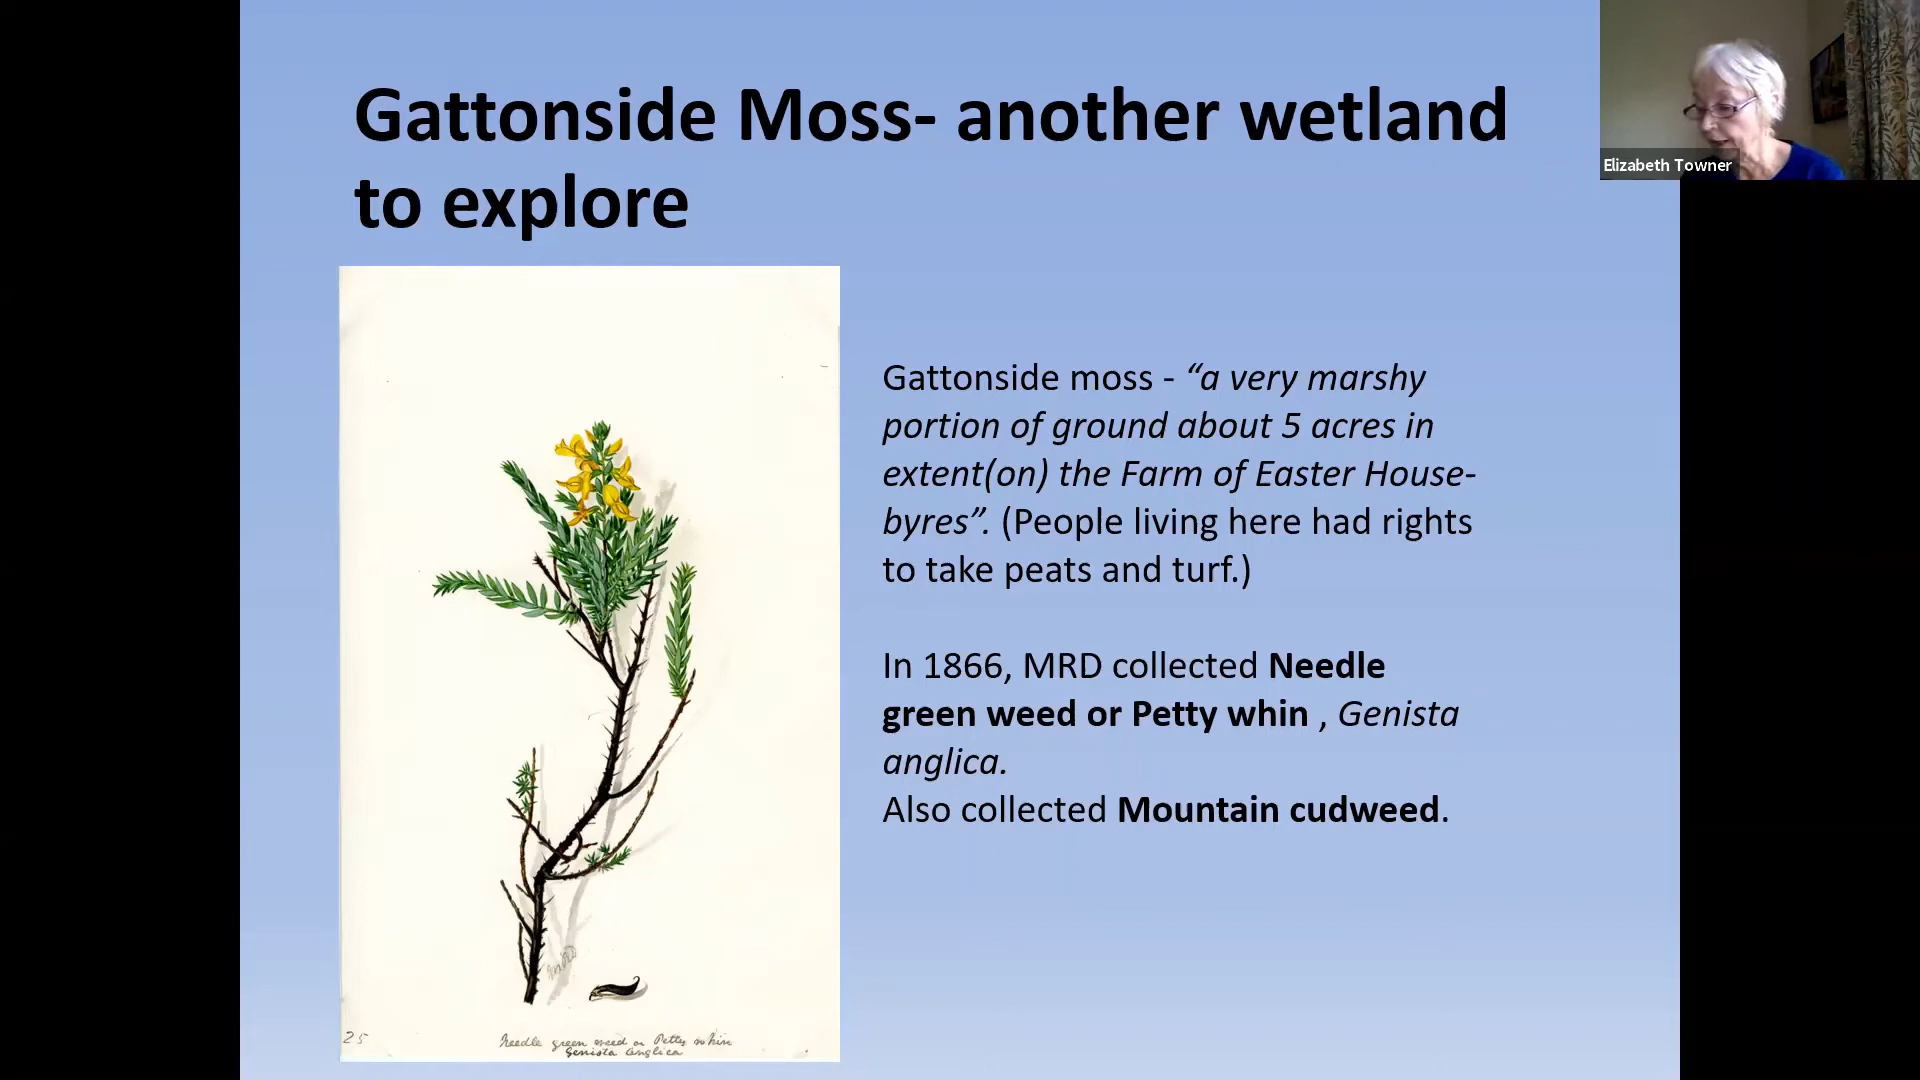 Gattonside Moss- another wetland
to explore
Elizabeth Towner
Gattonside moss - “a very marshy
portion of ground about 5 acres in
extent(on) the Farm of Easter House-
byres”. (People living here had rights
to take peats and turf.)
In 1866, MRD collected Needle
green weed or Petty whin , Genista
anglica.
Also collected Mountain cudweed.
25
Needle green weed or Petty whin
Genista Anglica